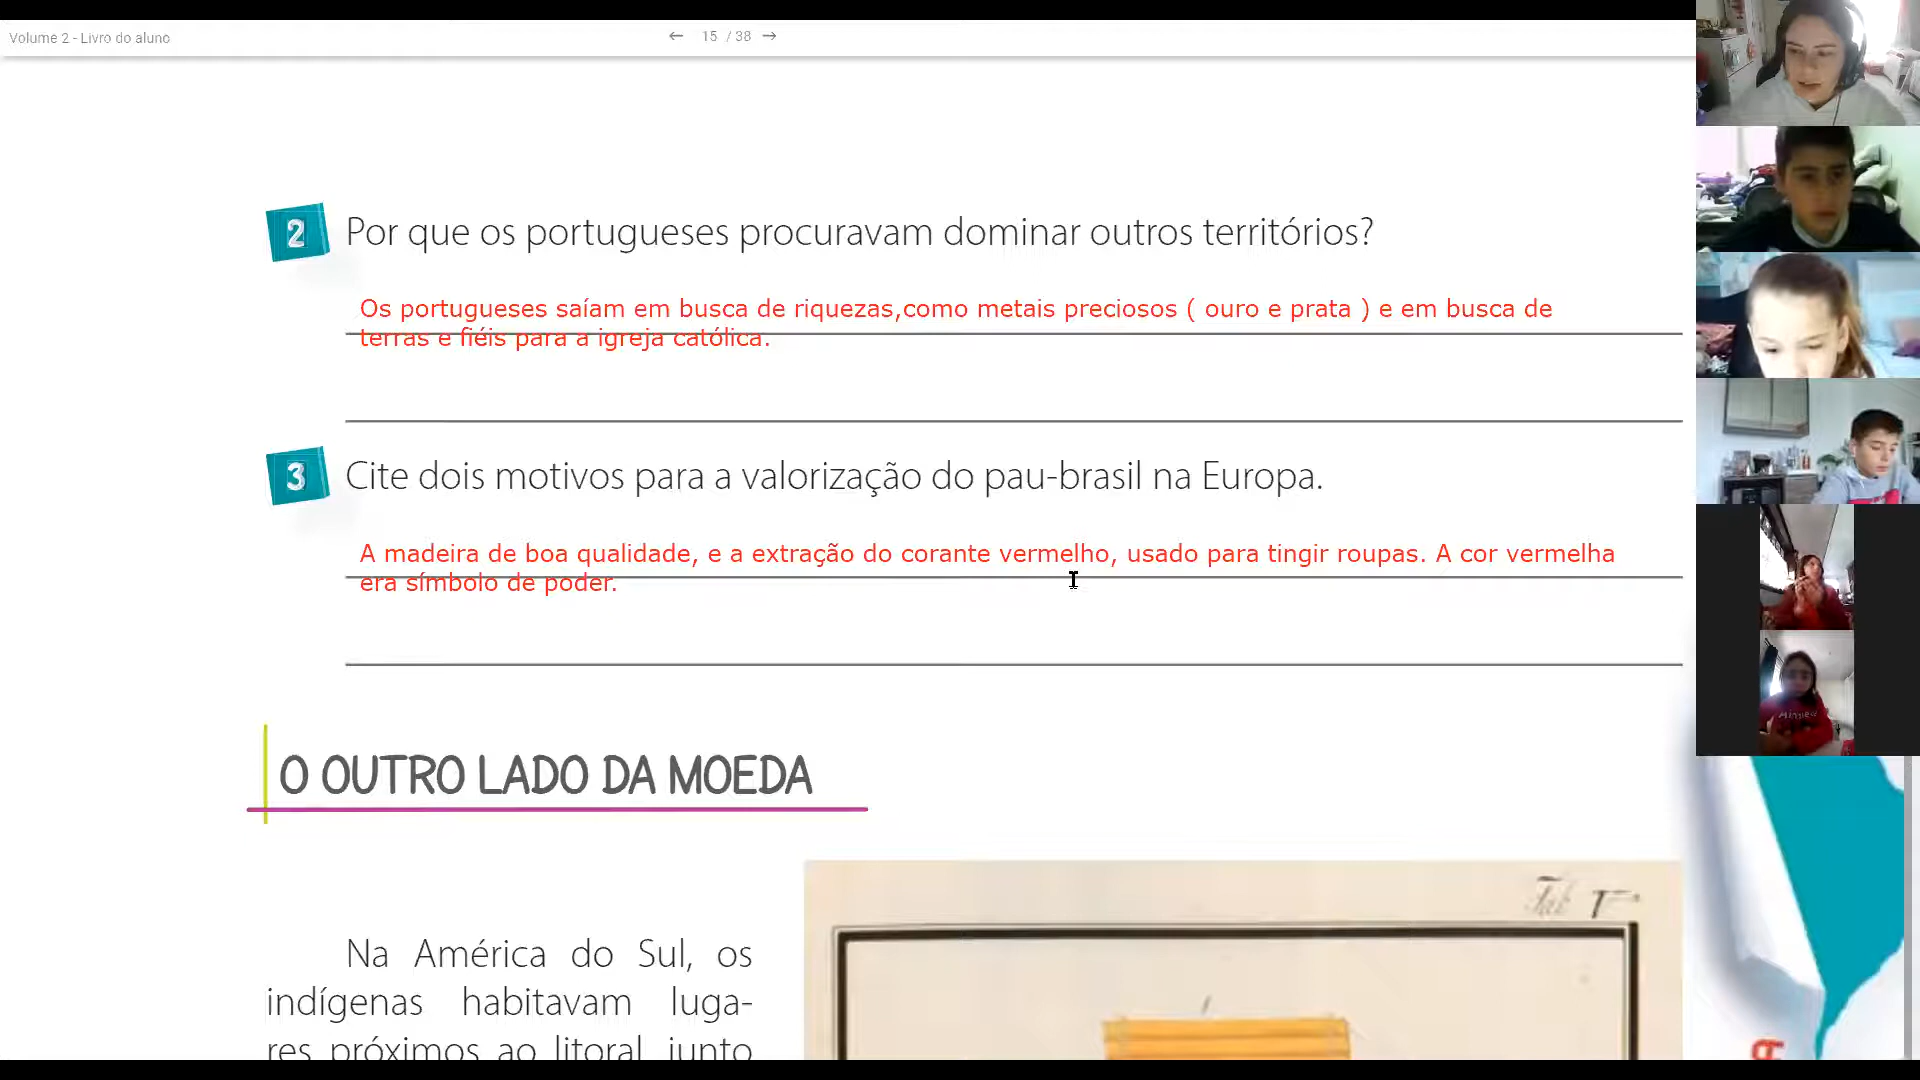 Volume 2 - Livro do aluno
← 15 / 38 →
2 Por que os portugueses procuravam dominar outros territórios?
Os portugueses saíam em busca de riquezas,como metais preciosos ( ouro e prata ) e em busca de
terras e fiéis para a igreja católica.
3 Cite dois motivos para a valorização do pau-brasil na Europa.
A madeira de boa qualidade, e a extração do corante vermelho, usado para tingir roupas. A cor vermelha
era símbolo de poder.
O OUTRO LADO DA MOEDA
Na América do Sul, os
indígenas habitavam luga-
res próximos ao litoral, junto